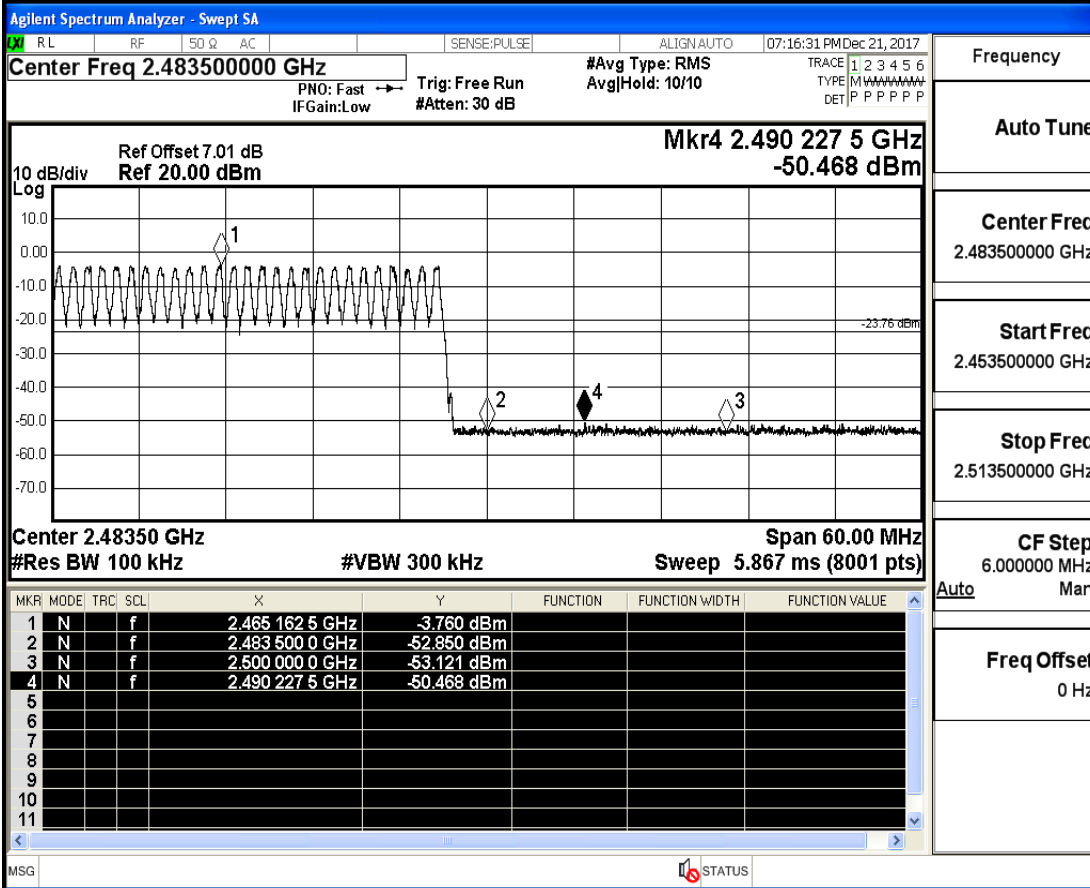 Agilent Spectrum Analyzer - Swept SA
LXI RL RF 50 Ω AC SENSE:PULSE ALIGN AUTO 07:16:31 PM Dec 21, 2017
Center Freq 2.483500000 GHz
PNO: Fast
IFGain:Low
Trig: Free Run
#Atten: 30 dB
#Avg Type: RMS
Avg|Hold: 10/10
TRACE 1 2 3 4 5 6
TYPE M W W W W W
DET P P P P P P
Mkr4 2.490 227 5 GHz
-50.468 dBm
Ref Offset 7.01 dB
10 dB/div Ref 20.00 dBm
Log
10.0
0.00
-10.0
-20.0
-30.0
-40.0
-50.0
-60.0
-70.0
1
-23.76 dBm
2
4
3
Center 2.48350 GHz Span 60.00 MHz
#Res BW 100 kHz #VBW 300 kHz Sweep 5.867 ms (8001 pts)
MKR MODE TRC SCL X Y FUNCTION FUNCTION WIDTH FUNCTION VALUE
1 N f 2.465 162 5 GHz -3.760 dBm
2 N f 2.483 500 0 GHz -52.850 dBm
3 N f 2.500 000 0 GHz -53.121 dBm
4 N f 2.490 227 5 GHz -50.468 dBm
5
6
7
8
9
10
11
MSG STATUS
Frequency
Auto Tune
Center Freq
2.483500000 GHz
Start Freq
2.453500000 GHz
Stop Freq
2.513500000 GHz
CF Step
6.000000 MHz
Auto Man
Freq Offset
0 Hz